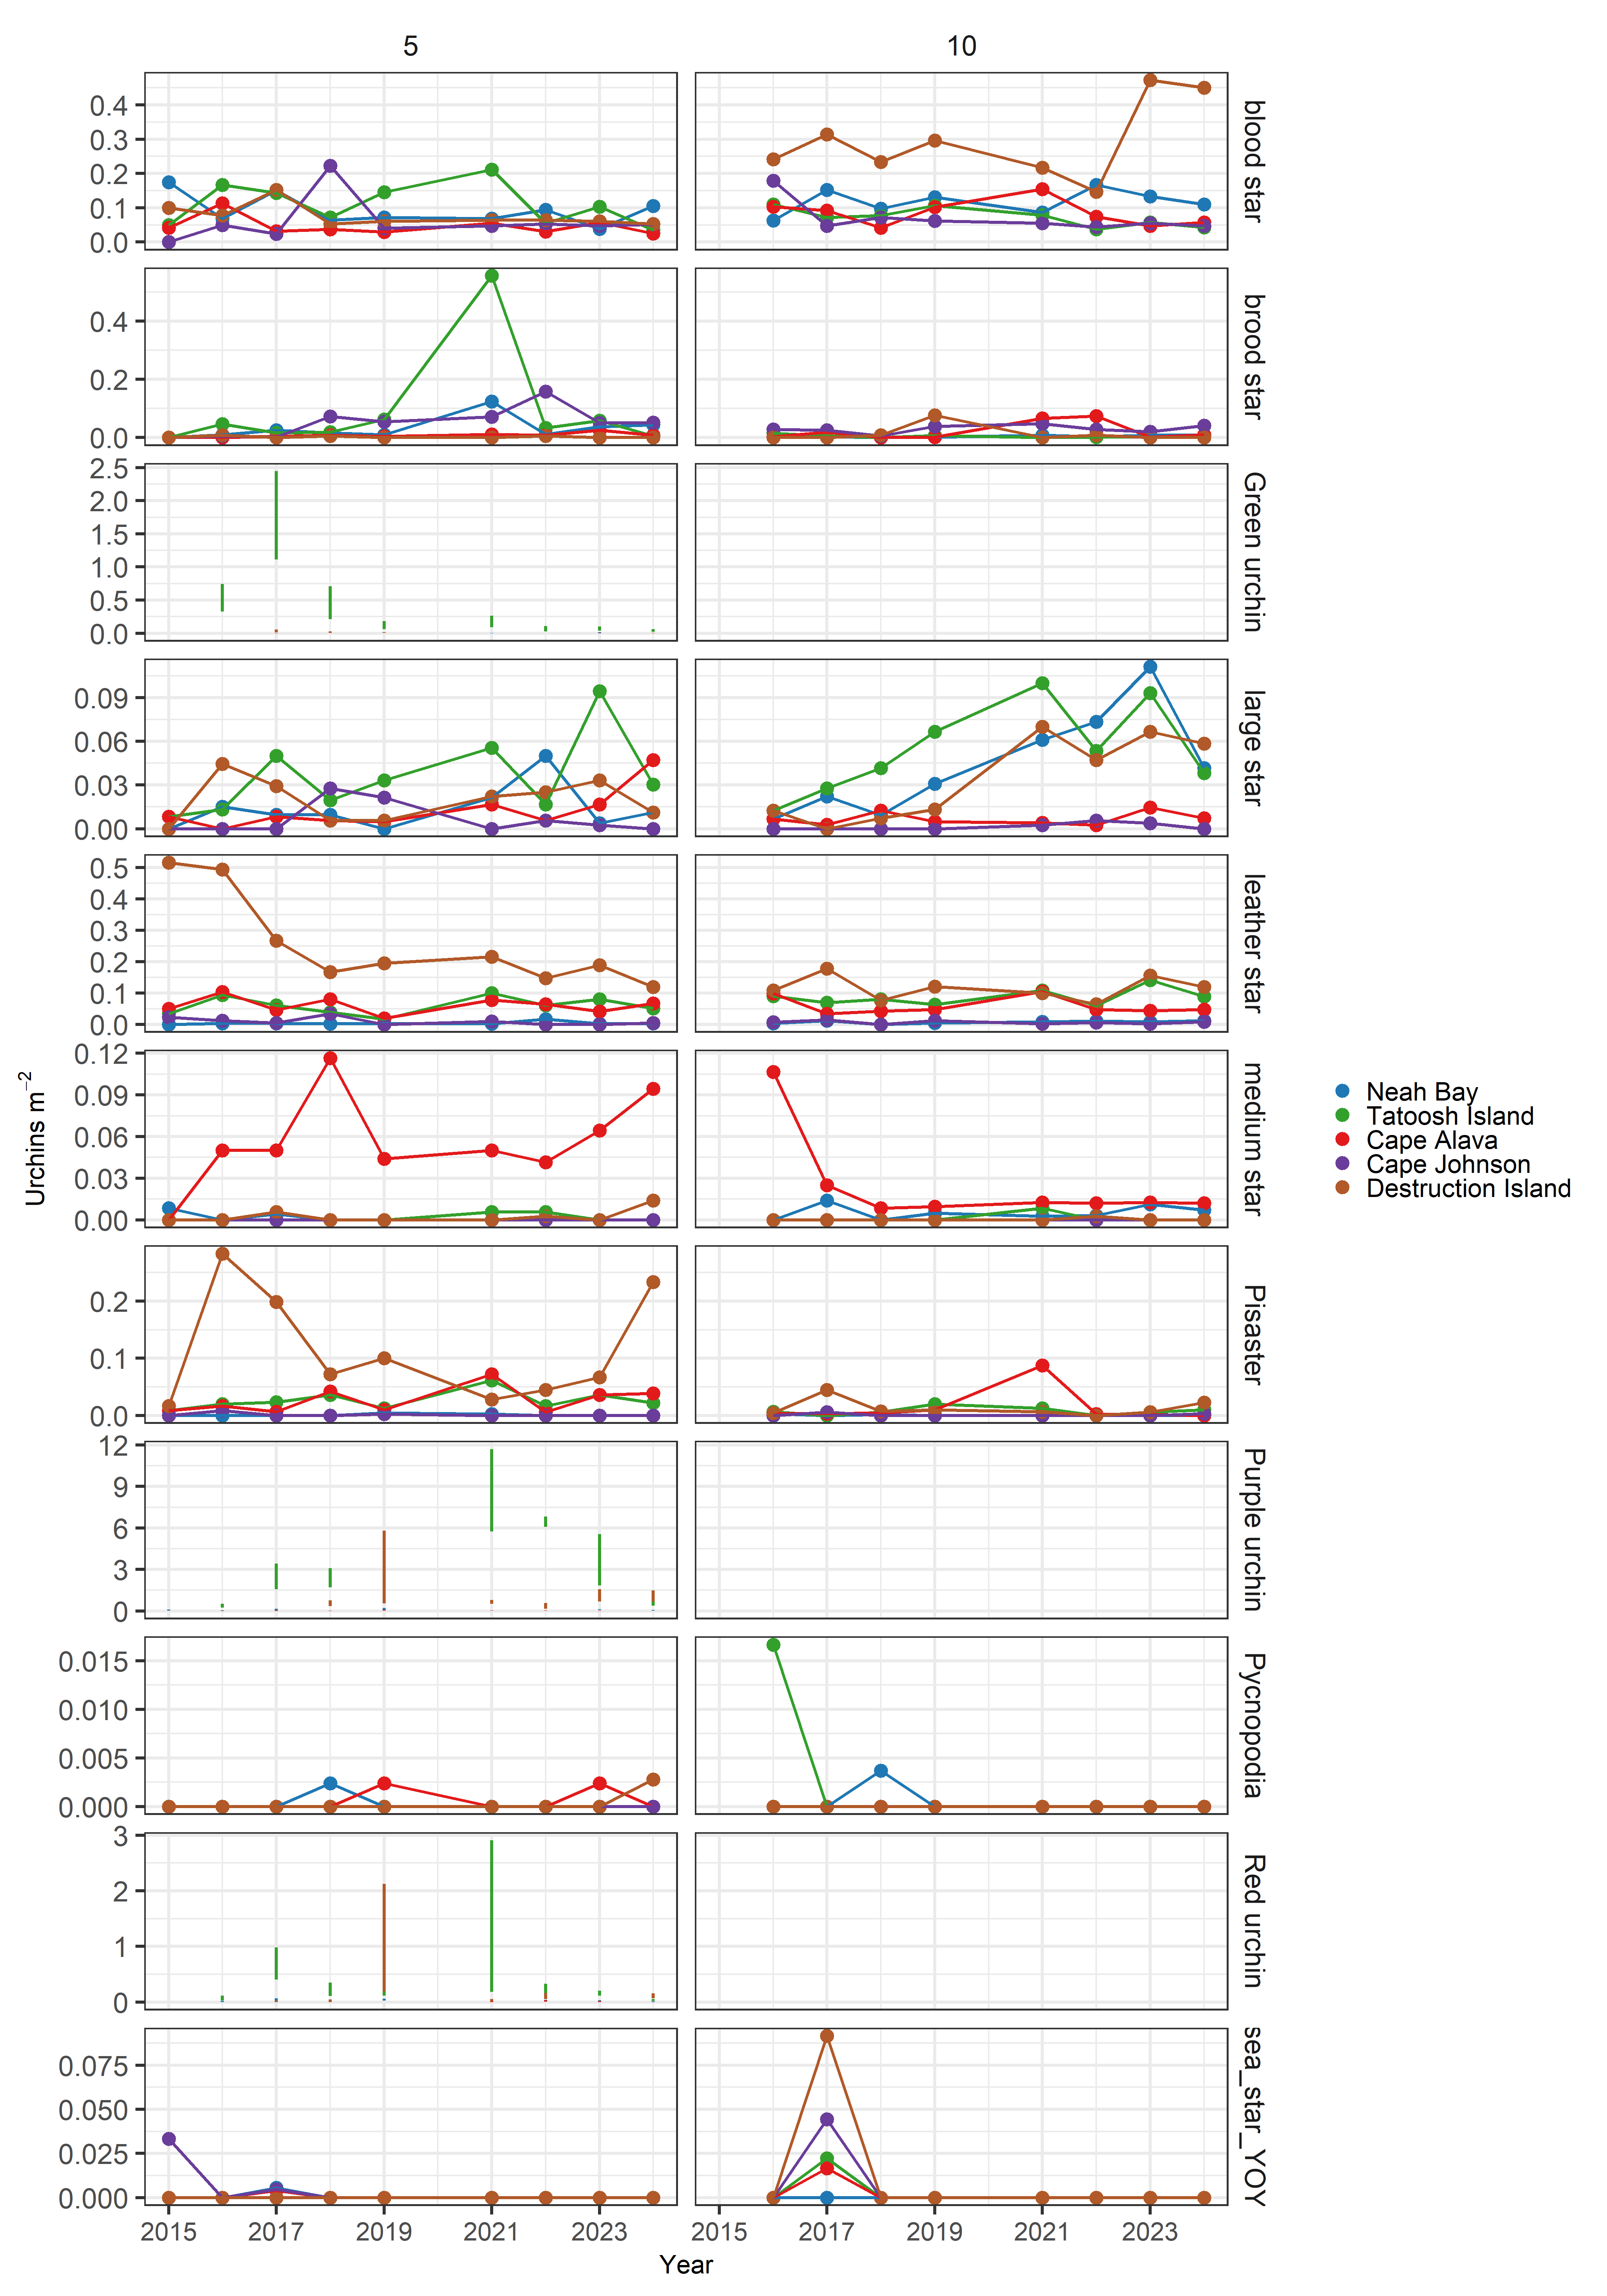 5
10
0.4
0.3
0.2
0.1
0.0
blood star
0.4
0.2
0.0
brood star
2.5
2.0
1.5
1.0
0.5
0.0
Green urchin
0.09
0.06
0.03
0.00
large star
0.5
0.4
0.3
0.2
0.1
0.0
leather star
0.12
0.09
0.06
0.03
0.00
medium star
0.2
0.1
0.0
Pisaster
12
9
6
3
0
Purple urchin
0.015
0.010
0.005
0.000
Pycnopodia
3
2
1
0
Red urchin
0.075
0.050
0.025
0.000
sea_star_YOY
2015 2017 2019 2021 2023
2015 2017 2019 2021 2023
Year
Urchins m⁻²
Neah Bay
Tatoosh Island
Cape Alava
Cape Johnson
Destruction Island